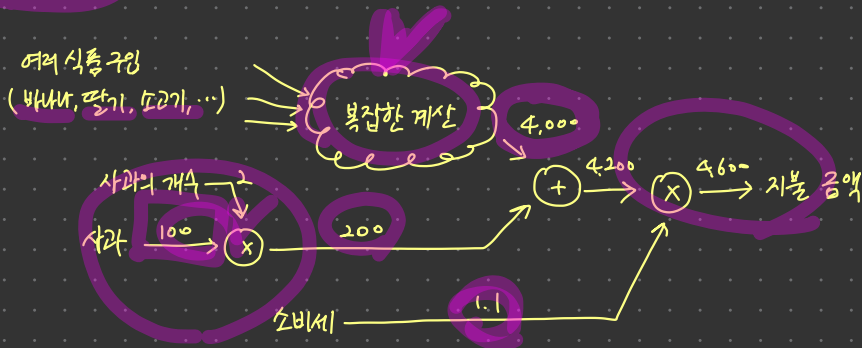 여러 식품 구입
(바나나, 딸기, 소고기, …)
복잡한 계산
4,000
사과의 개수 2
4,200
4,600
+
x
지불 금액
사과 100
x
200
1.1
소비세